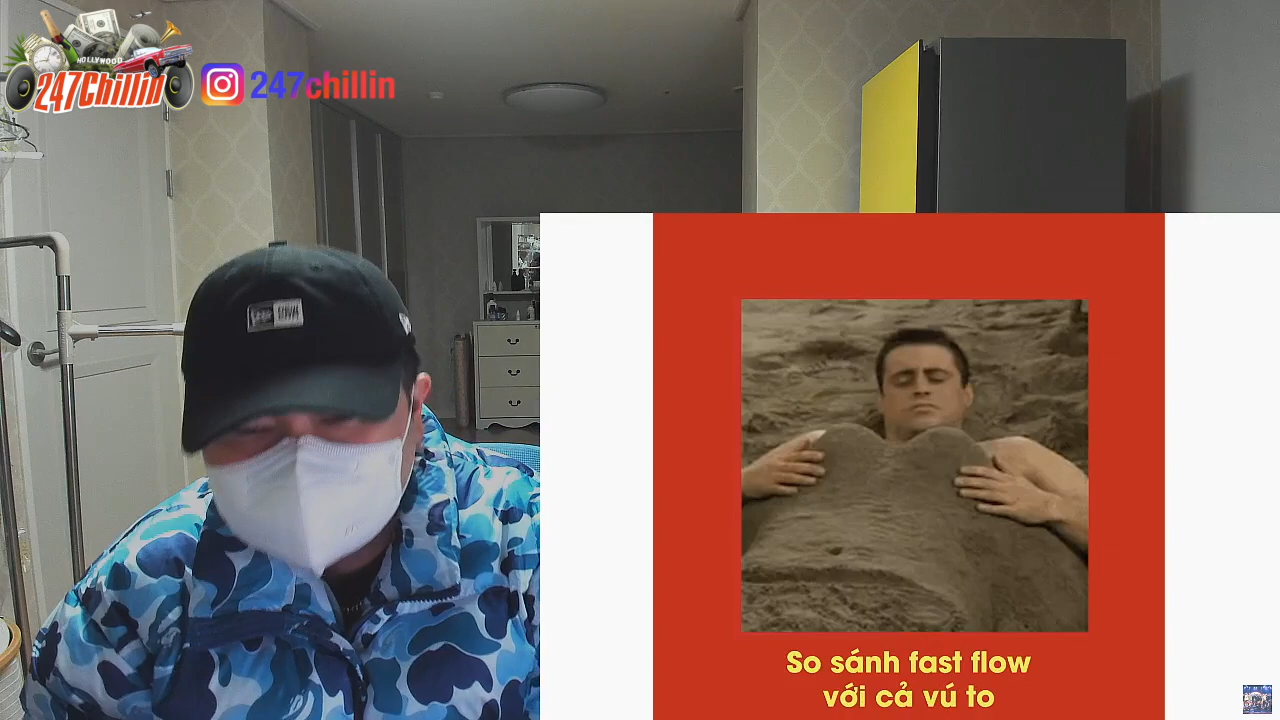 HOLLYWOOD
247Chillin
247chillin
So sánh fast flow
với cả vú to